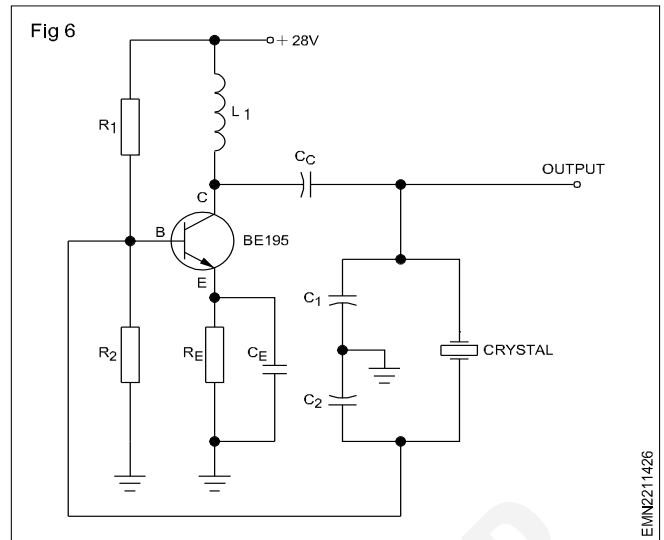 Fig 6
+ 28V
R1
L1
CC
OUTPUT
C
B
BE195
E
C1
R2
RE
CE
CRYSTAL
C2
EMN2211426